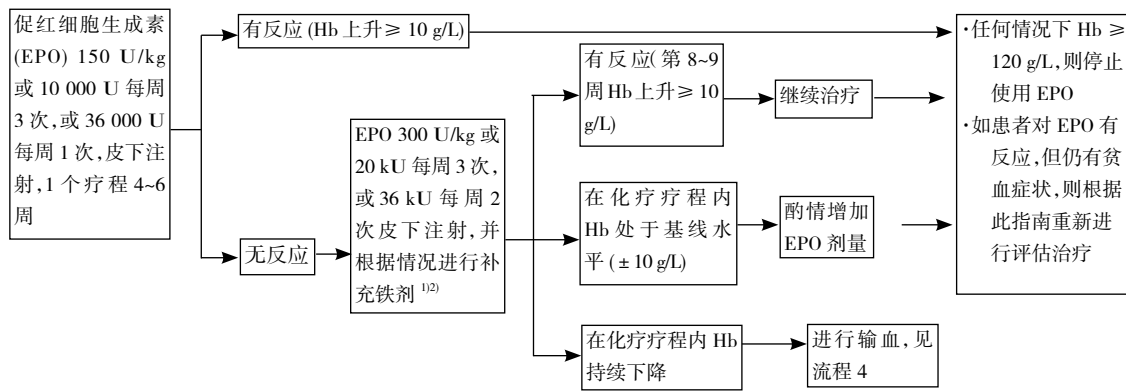 促红细胞生成素
(EPO) 150 U/kg
或 10 000 U 每周
3 次,或 36 000 U
每周 1 次,皮下注
射,1 个疗程 4~6
周
有反应 (Hb 上升≥ 10 g/L)
无反应
EPO 300 U/kg 或
20 kU 每周 3 次,
或 36 kU 每周 2
次皮下注射,并
根据情况进行补
充铁剂 1)2)
有反应(第 8~9
周 Hb 上升≥ 10
g/L)
继续治疗
在化疗疗程内
Hb 处于基线水
平 (± 10 g/L)
酌情增加
EPO 剂量
在化疗疗程内 Hb
持续下降
进行输血,见
流程 4
·任何情况下 Hb ≥
120 g/L,则停止
使用 EPO
·如患者对 EPO 有
反应,但仍有贫
血症状,则根据
此指南重新进
行评估治疗